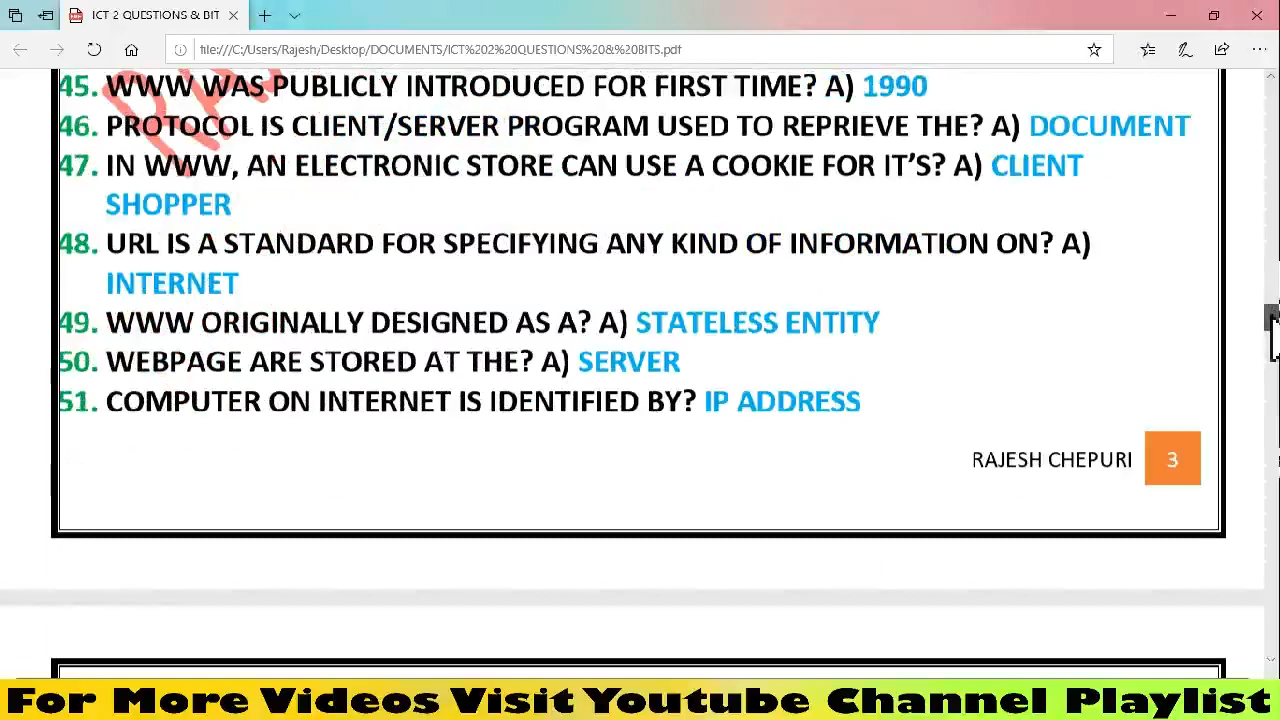 ICT 2 QUESTIONS & BIT
file:///C:/Users/Rajesh/Desktop/DOCUMENTS/ICT%202%20QUESTIONS%20&%20BITS.pdf
45. WWW WAS PUBLICLY INTRODUCED FOR FIRST TIME? A) 1990
46. PROTOCOL IS CLIENT/SERVER PROGRAM USED TO REPRIEVE THE? A) DOCUMENT
47. IN WWW, AN ELECTRONIC STORE CAN USE A COOKIE FOR IT’S? A) CLIENT
SHOPPER
48. URL IS A STANDARD FOR SPECIFYING ANY KIND OF INFORMATION ON? A)
INTERNET
49. WWW ORIGINALLY DESIGNED AS A? A) STATELESS ENTITY
50. WEBPAGE ARE STORED AT THE? A) SERVER
51. COMPUTER ON INTERNET IS IDENTIFIED BY? IP ADDRESS
RAJESH CHEPURI 3
For More Videos Visit Youtube Channel Playlist